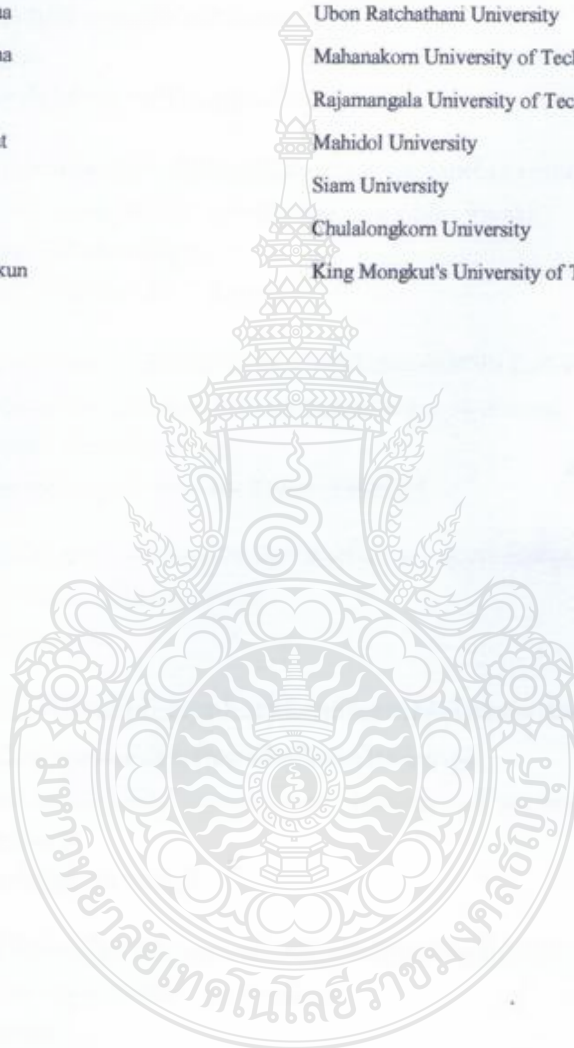 Ubon Ratchathani University
Mahanakorn University of
Rajamangala University of
Mahidol University
Siam University
Chulalongkorn University
King Mongkut's University of
มหาวิทยาลัยเทคโนโลยีราชมงคลธัญบุรี